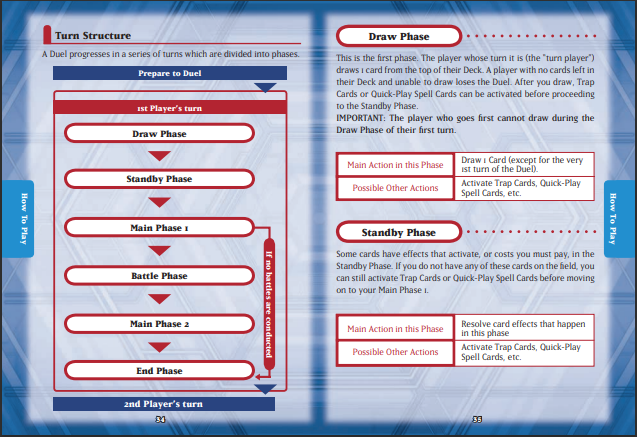 Turn Structure
A Duel progresses in a series of turns which are divided into phases.
Prepare to Duel
1st Player's turn
Draw Phase
Standby Phase
Main Phase 1
Battle Phase
Main Phase 2
End Phase
If no battles are conducted
2nd Player's turn
How To Play
34
Draw Phase
This is the first phase. The player whose turn it is (the "turn player")
draws 1 card from the top of their Deck. A player with no cards left in
their Deck and unable to draw loses the Duel. After you draw, Trap
Cards or Quick-Play Spell Cards can be activated before proceeding
to the Standby Phase.
IMPORTANT: The player who goes first cannot draw during the
Draw Phase of their first turn.
Main Action in this Phase
Draw 1 Card (except for the very
1st turn of the Duel).
Possible Other Actions
Activate Trap Cards, Quick-Play
Spell Cards, etc.
Standby Phase
Some cards have effects that activate, or costs you must pay, in the
Standby Phase. If you do not have any of these cards on the field, you
can still activate Trap Cards or Quick-Play Spell Cards before moving
on to your Main Phase 1.
Main Action in this Phase
Resolve card effects that happen
in this phase
Possible Other Actions
Activate Trap Cards, Quick-Play
Spell Cards, etc.
How To Play
35